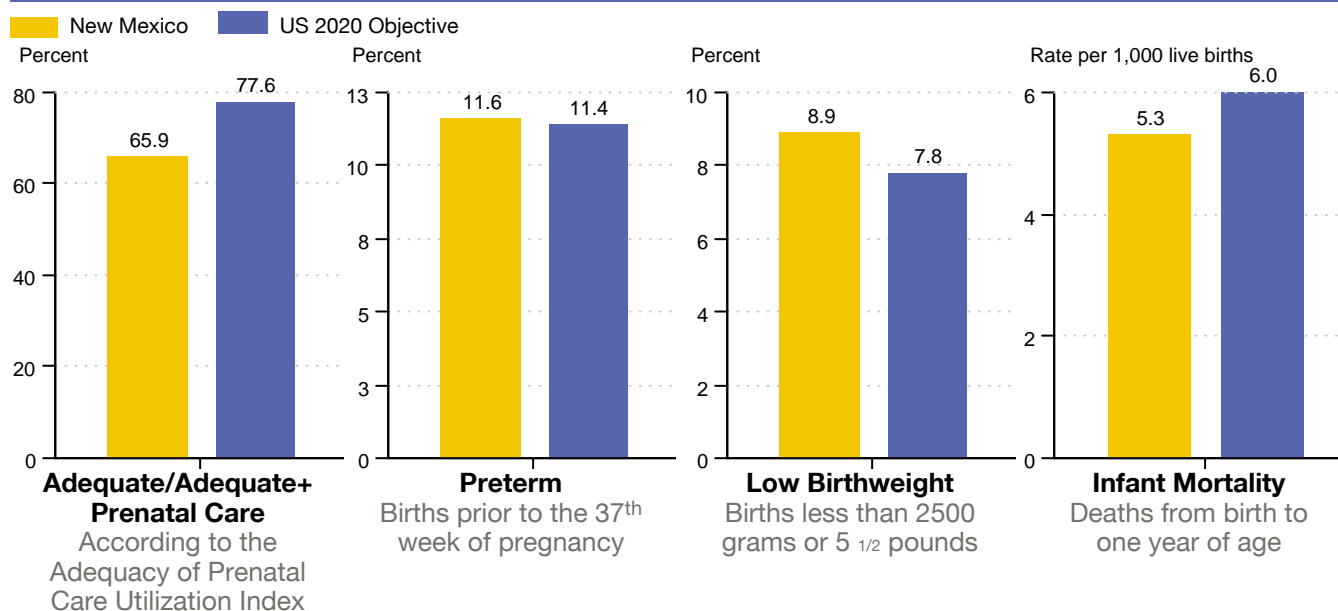 New Mexico
US 2020 Objective
Percent
80
60
40
20
0
65.9
77.6
Adequate/Adequate+
Prenatal Care
According to the
Adequacy of Prenatal
Care Utilization Index
Percent
13
10
8
5
3
0
11.6
11.4
Preterm
Births prior to the 37th
week of pregnancy
Percent
10
8
6
4
2
0
8.9
7.8
Low Birthweight
Births less than 2500
grams or 5 1/2 pounds
Rate per 1,000 live births
6
4
2
0
5.3
6.0
Infant Mortality
Deaths from birth to
one year of age